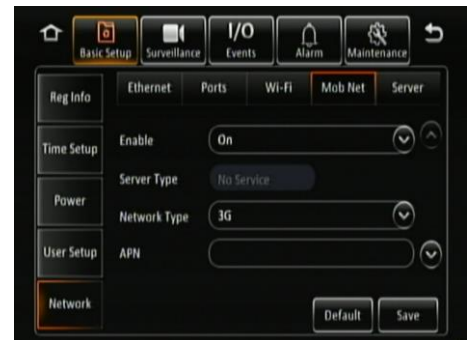 Basic Setup
Surveillance
I/O
Events
Alarm
Maintenance
Reg Info
Time Setup
Power
User Setup
Network
Ethernet
Ports
Wi-Fi
Mob Net
Server
Enable
On
Server Type
No Service
Network Type
3G
APN
Default
Save